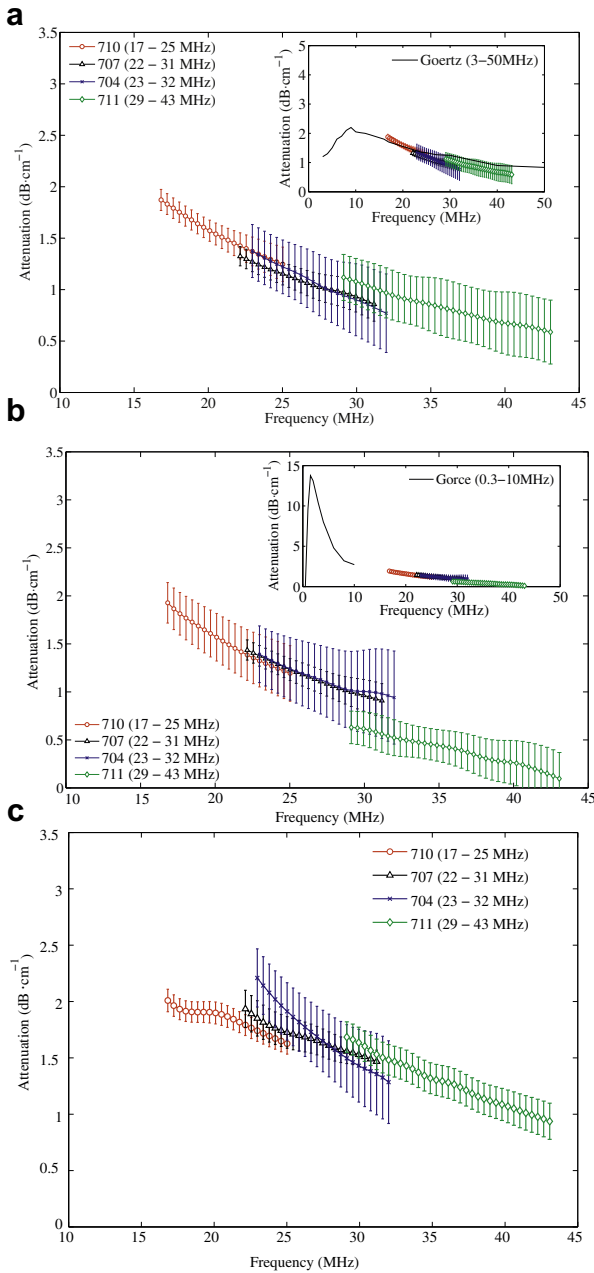 a
3.5
3
2.5
2
1.5
1
0.5
0
Attenuation (dB·cm⁻¹)
710 (17 – 25 MHz)
707 (22 – 31 MHz)
704 (23 – 32 MHz)
711 (29 – 43 MHz)
5
4
3
2
1
0
Attenuation (dB·cm⁻¹)
Goertz (3–50MHz)
0 10 20 30 40 50
Frequency (MHz)
10 15 20 25 30 35 40 45
Frequency (MHz)
b
3.5
3
2.5
2
1.5
1
0.5
0
Attenuation (dB·cm⁻¹)
15
10
5
0
Attenuation (dB·cm⁻¹)
Gorce (0.3–10MHz)
0 10 20 30 40 50
Frequency (MHz)
710 (17 – 25 MHz)
707 (22 – 31 MHz)
704 (23 – 32 MHz)
711 (29 – 43 MHz)
10 15 20 25 30 35 40 45
Frequency (MHz)
c
3.5
3
2.5
2
1.5
1
0.5
0
Attenuation (dB ·cm⁻¹)
710 (17 – 25 MHz)
707 (22 – 31 MHz)
704 (23 – 32 MHz)
711 (29 – 43 MHz)
10 15 20 25 30 35 40 45
Frequency (MHz)